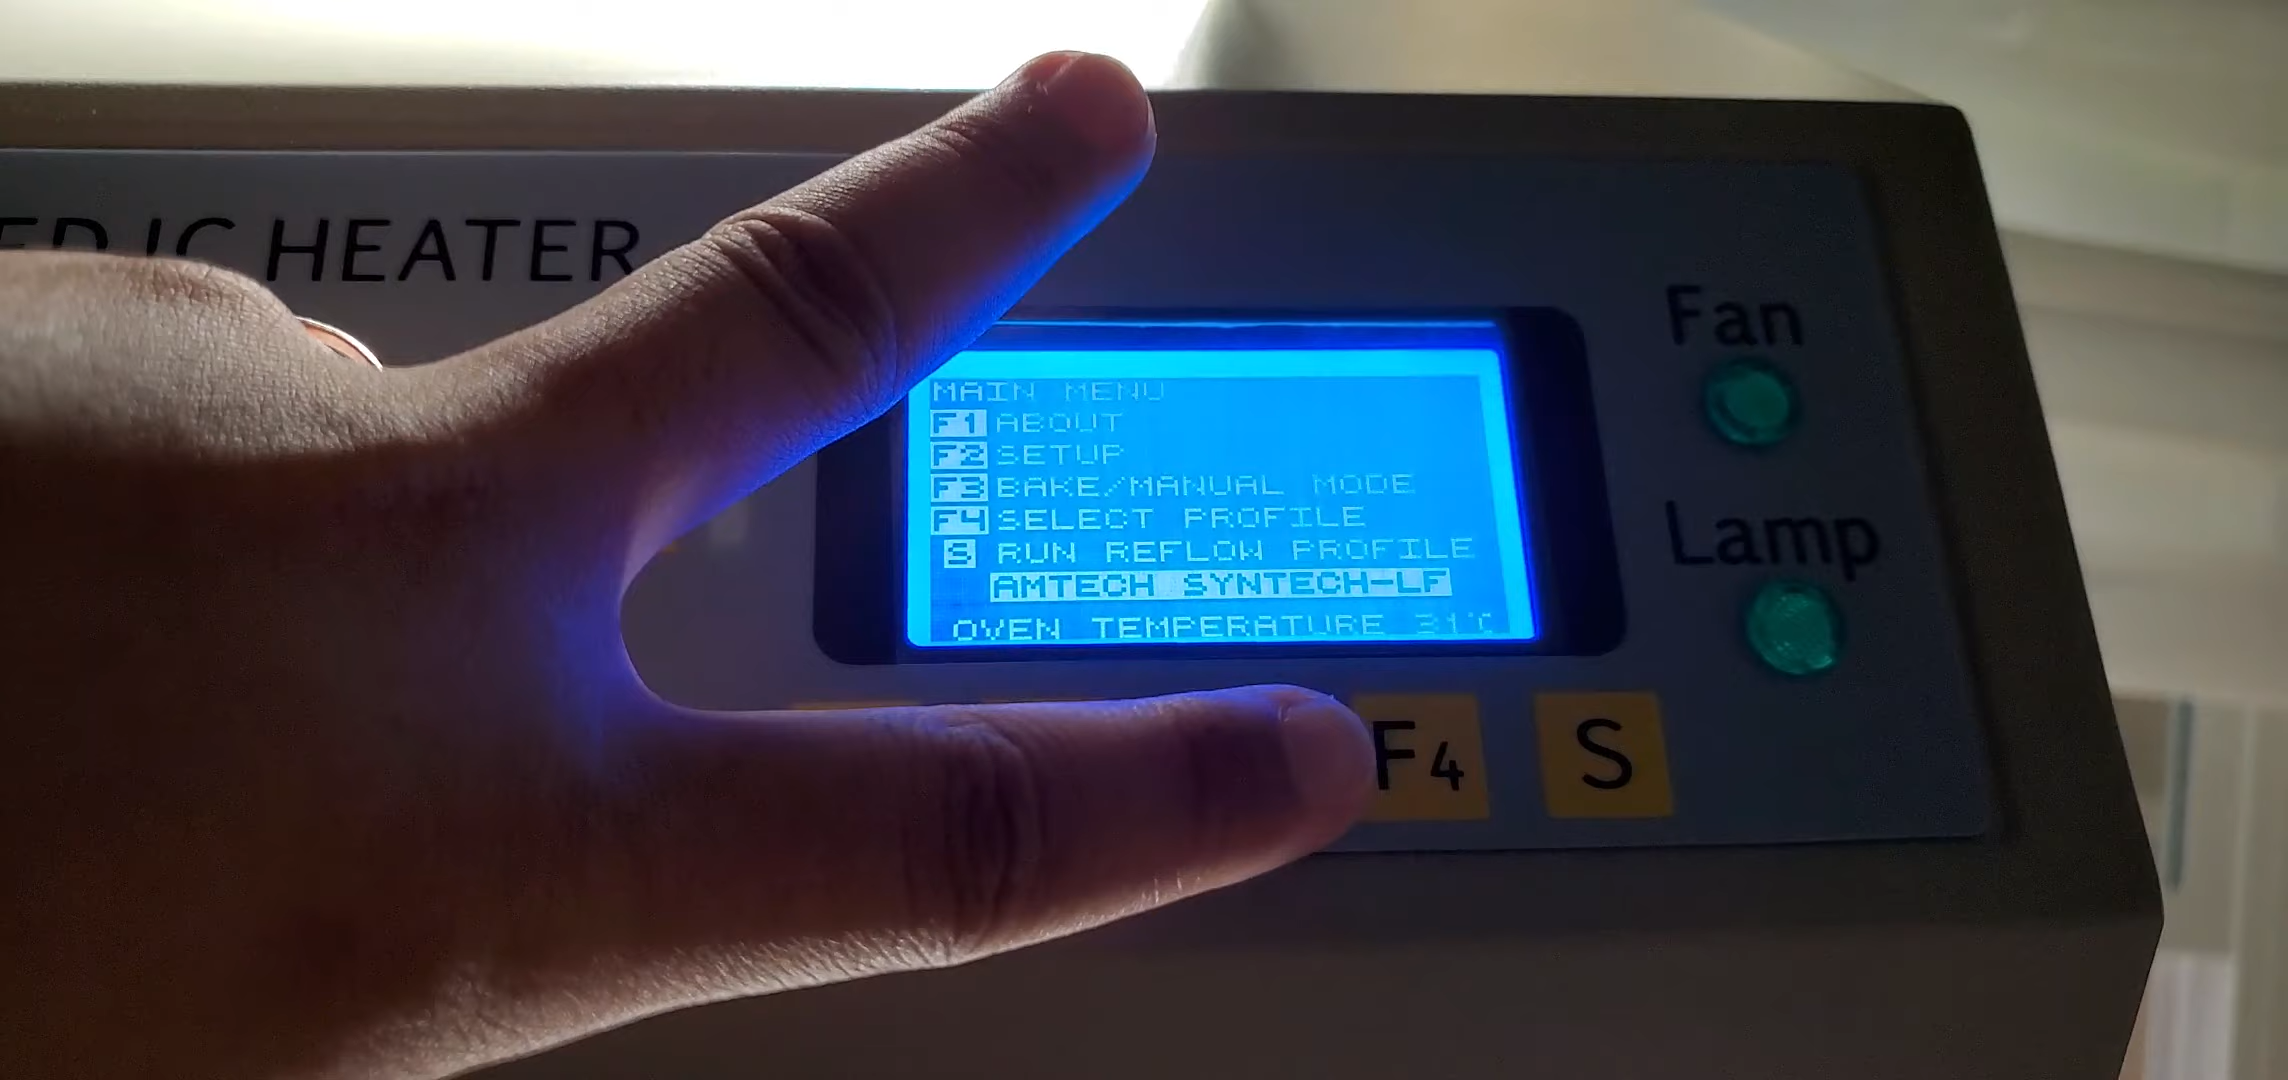 IC HEATER
MAIN MENU
F1 ABOUT
F2 SETUP
F3 BAKE/MANUAL MODE
F4 SELECT PROFILE
S RUN REFLOW PROFILE
AMTECH SYNTECH-LF
OVEN TEMPERATURE 31℃
Fan
Lamp
F4
S